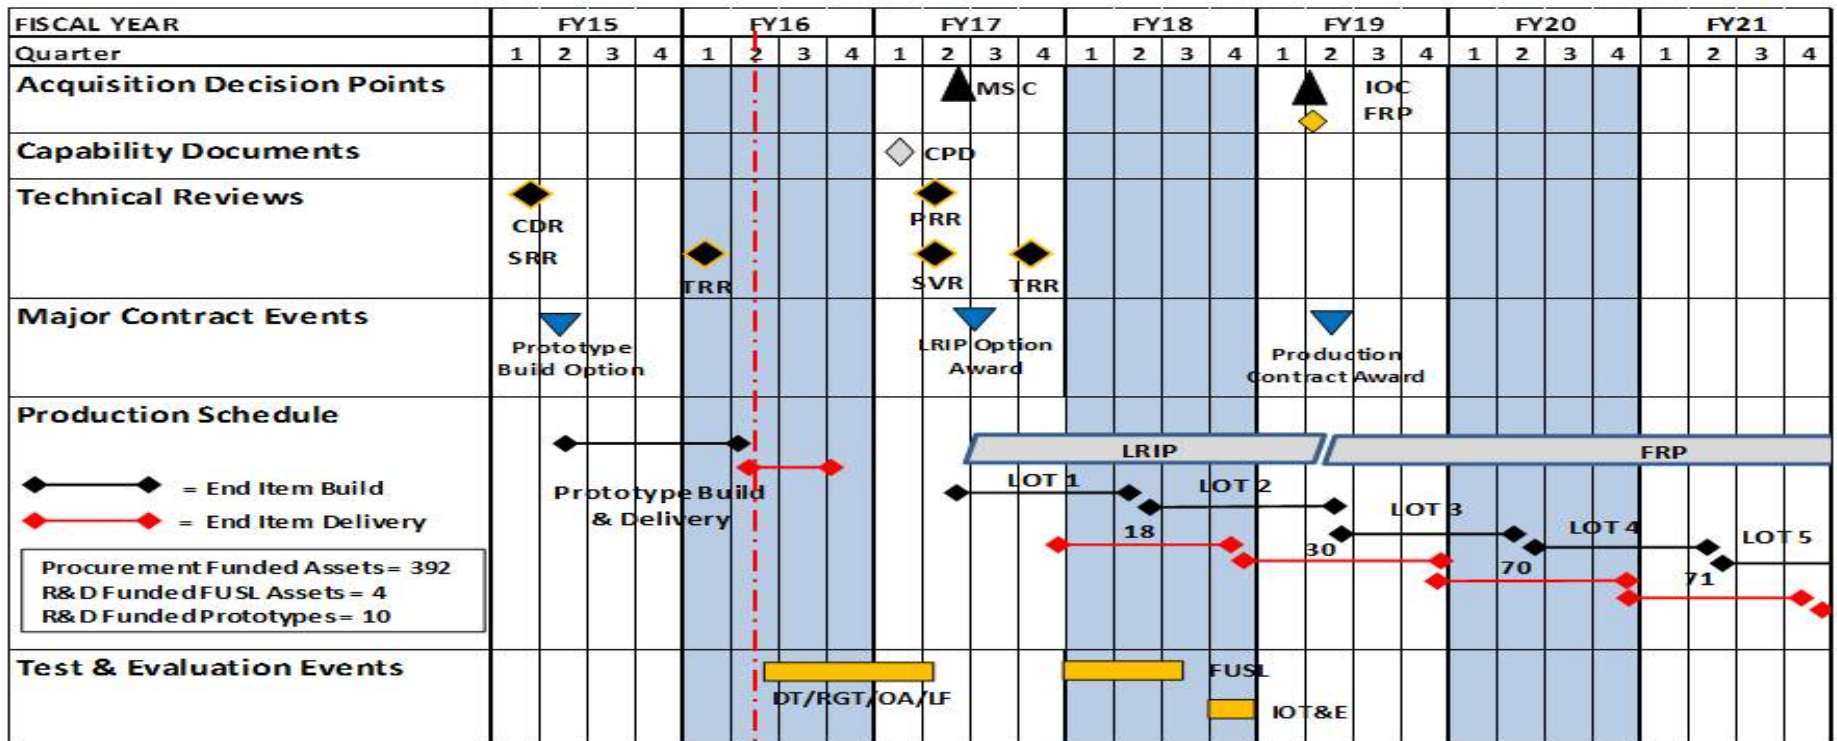 FISCAL YEAR FY15 FY16 FY17 FY18 FY19 FY20 FY21
Quarter 1 2 3 4 1 2 3 4 1 2 3 4 1 2 3 4 1 2 3 4 1 2 3 4 1 2 3 4
Acquisition Decision Points MS C IOC
FRP
Capability Documents CPD
Technical Reviews
CDR PRR
SRR
TRR SVR TRR
Major Contract Events
Prototype LRIP Option Production
Build Option Award Contract Award
Production Schedule
LRIP FRP
LOT 1 LOT 2 LOT 3 LOT 4 LOT 5
= End Item Build
Prototype Build
& Delivery
= End Item Delivery
18 30 70 71
Procurement Funded Assets = 392
R&D Funded FUSL Assets = 4
R&D Funded Prototypes = 10
Test & Evaluation Events FUSL
DT/RGT/OA/LF IOT&E